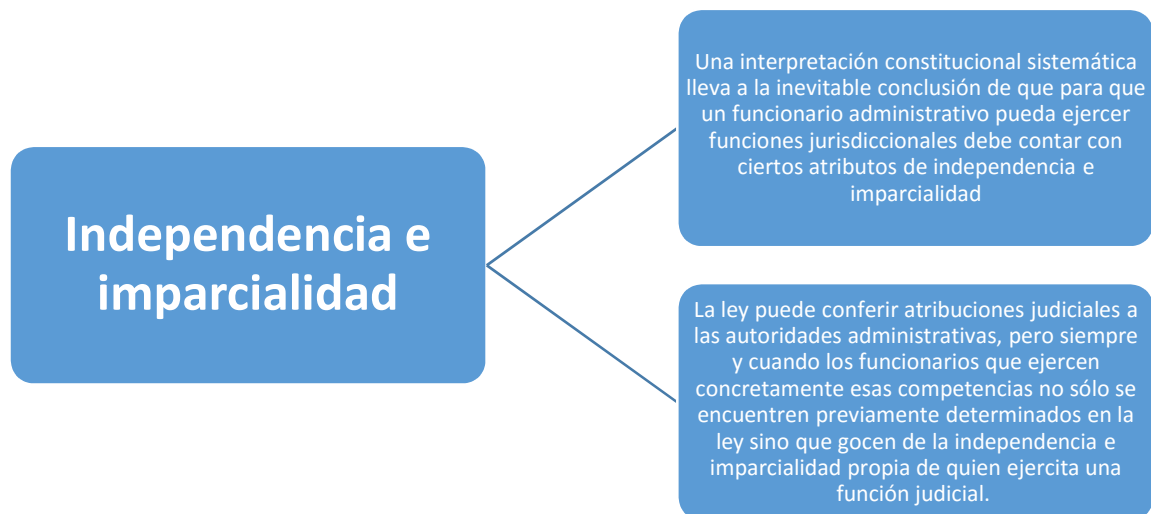 Independencia e
imparcialidad
Una interpretación constitucional sistemática
lleva a la inevitable conclusión de que para que
un funcionario administrativo pueda ejercer
funciones jurisdiccionales debe contar con
ciertos atributos de independencia e
imparcialidad
La ley puede conferir atribuciones judiciales a
las autoridades administrativas, pero siempre
y cuando los funcionarios que ejercen
concretamente esas competencias no sólo se
encuentren previamente determinados en la
ley sino que gocen de la independencia e
imparcialidad propia de quien ejercita una
función judicial.